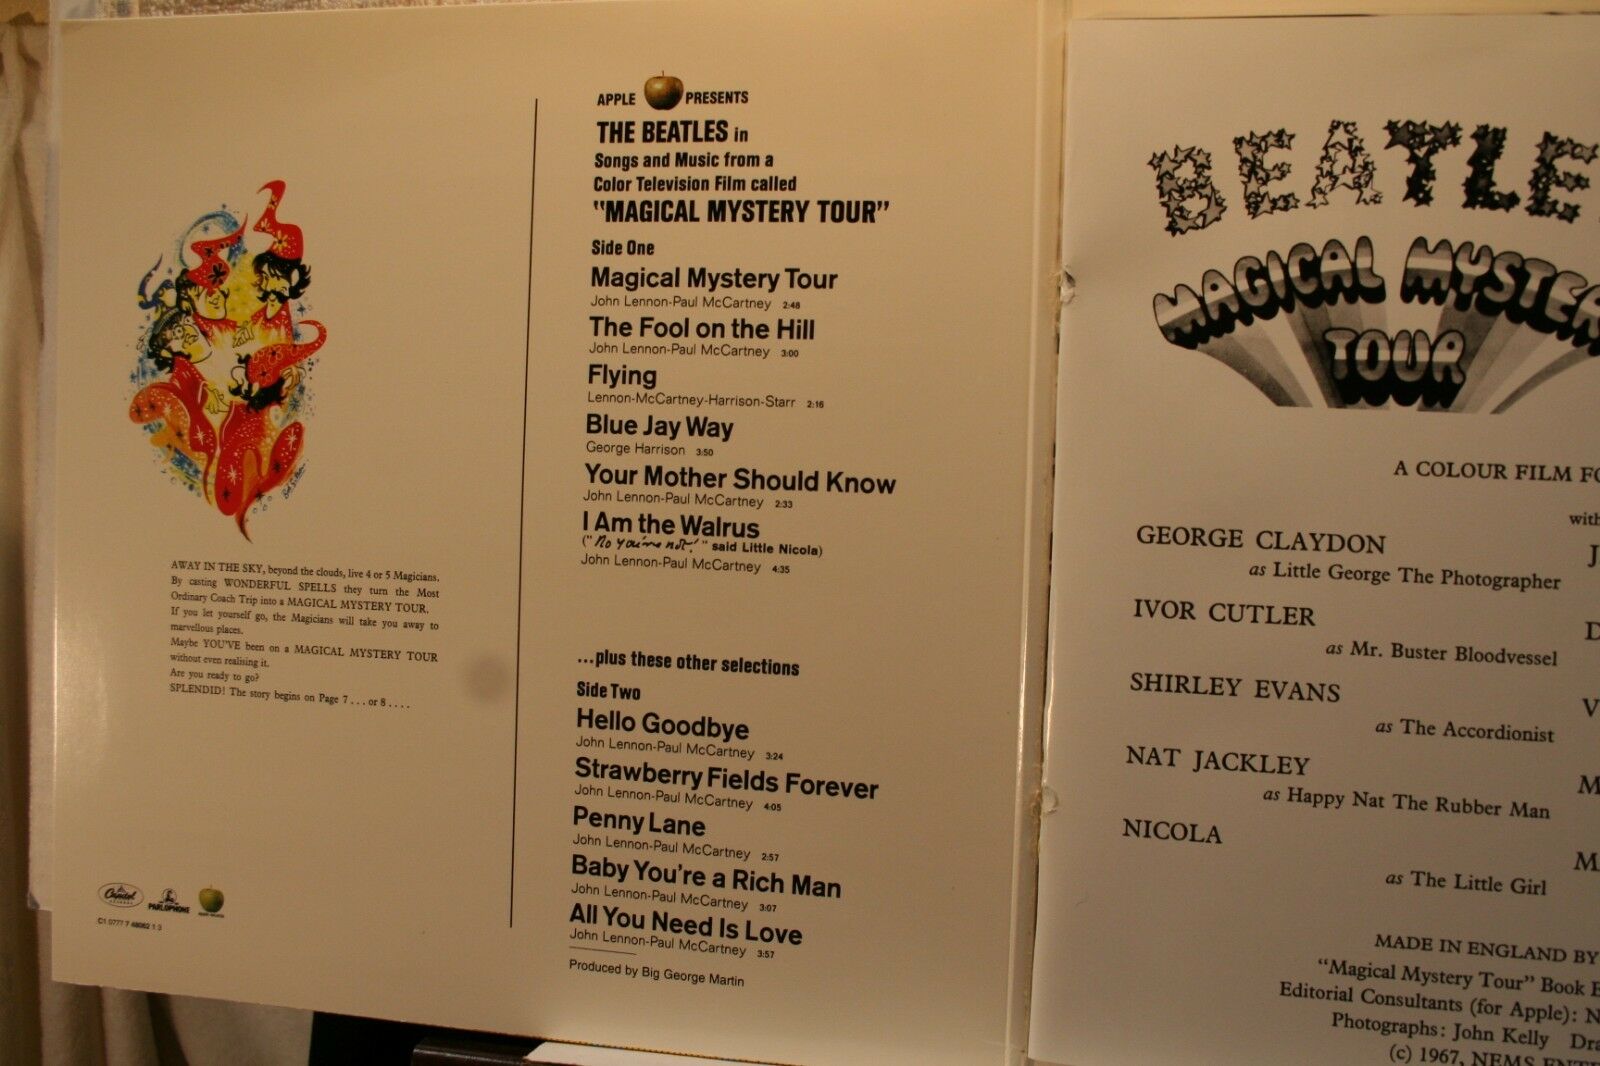 AWAY IN THE SKY, beyond the clouds, live 4 or 5 Magicians.
By casting WONDERFUL SPELLS they turn the Most
Ordinary Coach Trip into a MAGICAL MYSTERY TOUR.
If you let yourself go, the Magicians will take you away to
marvellous places.
Maybe YOU'VE been on a MAGICAL MYSTERY TOUR
without even realising it.
Are you ready to go?
SPLENDID! The story begins on Page 7 . . . or 8 . . . .
Capitol
PARLOPHONE
C1 0777 7 48062 1 3
APPLE PRESENTS
THE BEATLES in
Songs and Music from a
Color Television Film called
"MAGICAL MYSTERY TOUR"
Side One
Magical Mystery Tour
John Lennon-Paul McCartney 2:48
The Fool on the Hill
John Lennon-Paul McCartney 3:00
Flying
Lennon-McCartney-Harrison-Starr 2:16
Blue Jay Way
George Harrison 3:50
Your Mother Should Know
John Lennon-Paul McCartney 2:33
I Am the Walrus
("No you're not!" said Little Nicola)
John Lennon-Paul McCartney 4:35
...plus these other selections
Side Two
Hello Goodbye
John Lennon-Paul McCartney 3:24
Strawberry Fields Forever
John Lennon-Paul McCartney 4:05
Penny Lane
John Lennon-Paul McCartney 2:57
Baby You're a Rich Man
John Lennon-Paul McCartney 3:07
All You Need Is Love
John Lennon-Paul McCartney 3:57
Produced by Big George Martin
BEATLE
MAGICAL MYSTER
TOUR
A COLOUR FILM FO
with
GEORGE CLAYDON
as Little George The Photographer
IVOR CUTLER
as Mr. Buster Bloodvessel
SHIRLEY EVANS
as The Accordionist
NAT JACKLEY
as Happy Nat The Rubber Man
NICOLA
as The Little Girl
J
D
V
M
M
MADE IN ENGLAND BY
"Magical Mystery Tour" Book E
Editorial Consultants (for Apple): N
Photographs: John Kelly Dra
(c) 1967, NEMS ENTE